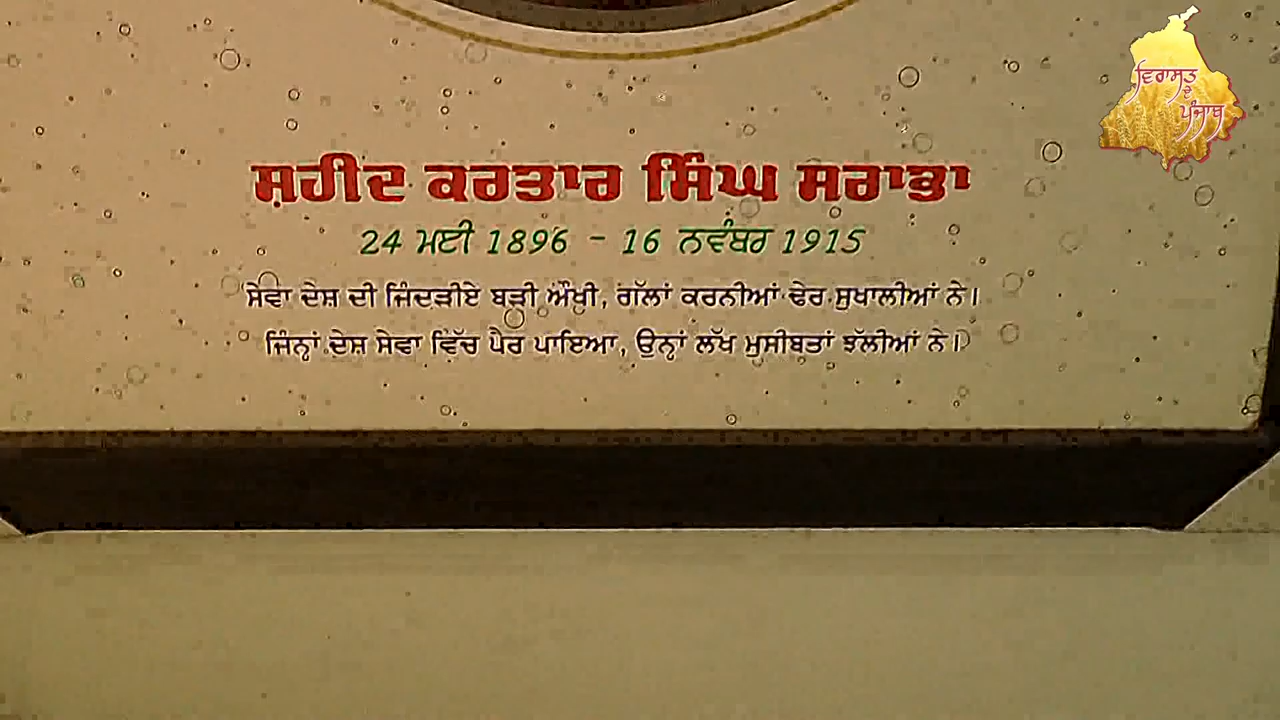 ਵਿਰਾਸਤ
ਦੇ
ਪੰਜਾਬ
ਸ਼ਹੀਦ ਕਰਤਾਰ ਸਿੰਘ ਸਰਾਭਾ
24 ਮਈ 1896 - 16 ਨਵੰਬਰ 1915
ਸੇਵਾ ਦੇਸ਼ ਦੀ ਜਿੰਦੜੀਏ ਬੜੀ ਔਖੀ, ਗੱਲਾਂ ਕਰਨੀਆਂ ਢੇਰ ਸੁਖਾਲੀਆਂ ਨੇ।
ਜਿੰਨ੍ਹਾਂ ਦੇਸ਼ ਸੇਵਾ ਵਿੱਚ ਪੈਰ ਪਾਇਆ, ਉਨ੍ਹਾਂ ਲੱਖ ਮੁਸੀਬਤਾਂ ਝੱਲੀਆਂ ਨੇ।